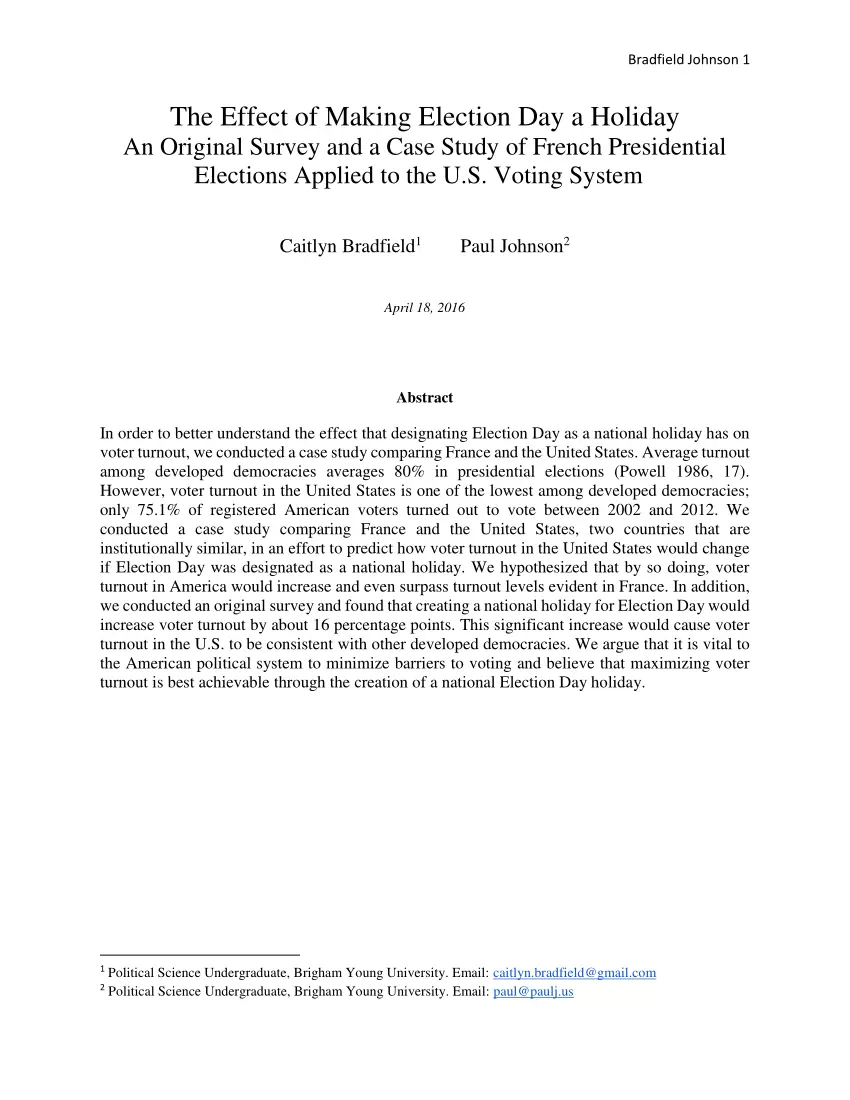 Bradfield Johnson 1
The Effect of Making Election Day a Holiday
An Original Survey and a Case Study of French Presidential
Elections Applied to the U.S. Voting System
Caitlyn Bradfield¹ Paul Johnson²
April 18, 2016
Abstract
In order to better understand the effect that designating Election Day as a national holiday has on
voter turnout, we conducted a case study comparing France and the United States. Average turnout
among developed democracies averages 80% in presidential elections (Powell 1986, 17).
However, voter turnout in the United States is one of the lowest among developed democracies;
only 75.1% of registered American voters turned out to vote between 2002 and 2012. We
conducted a case study comparing France and the United States, two countries that are
institutionally similar, in an effort to predict how voter turnout in the United States would change
if Election Day was designated as a national holiday. We hypothesized that by so doing, voter
turnout in America would increase and even surpass turnout levels evident in France. In addition,
we conducted an original survey and found that creating a national holiday for Election Day would
increase voter turnout by about 16 percentage points. This significant increase would cause voter
turnout in the U.S. to be consistent with other developed democracies. We argue that it is vital to
the American political system to minimize barriers to voting and believe that maximizing voter
turnout is best achievable through the creation of a national Election Day holiday.
¹ Political Science Undergraduate, Brigham Young University. Email: caitlyn.bradfield@gmail.com
² Political Science Undergraduate, Brigham Young University. Email: paul@paulj.us